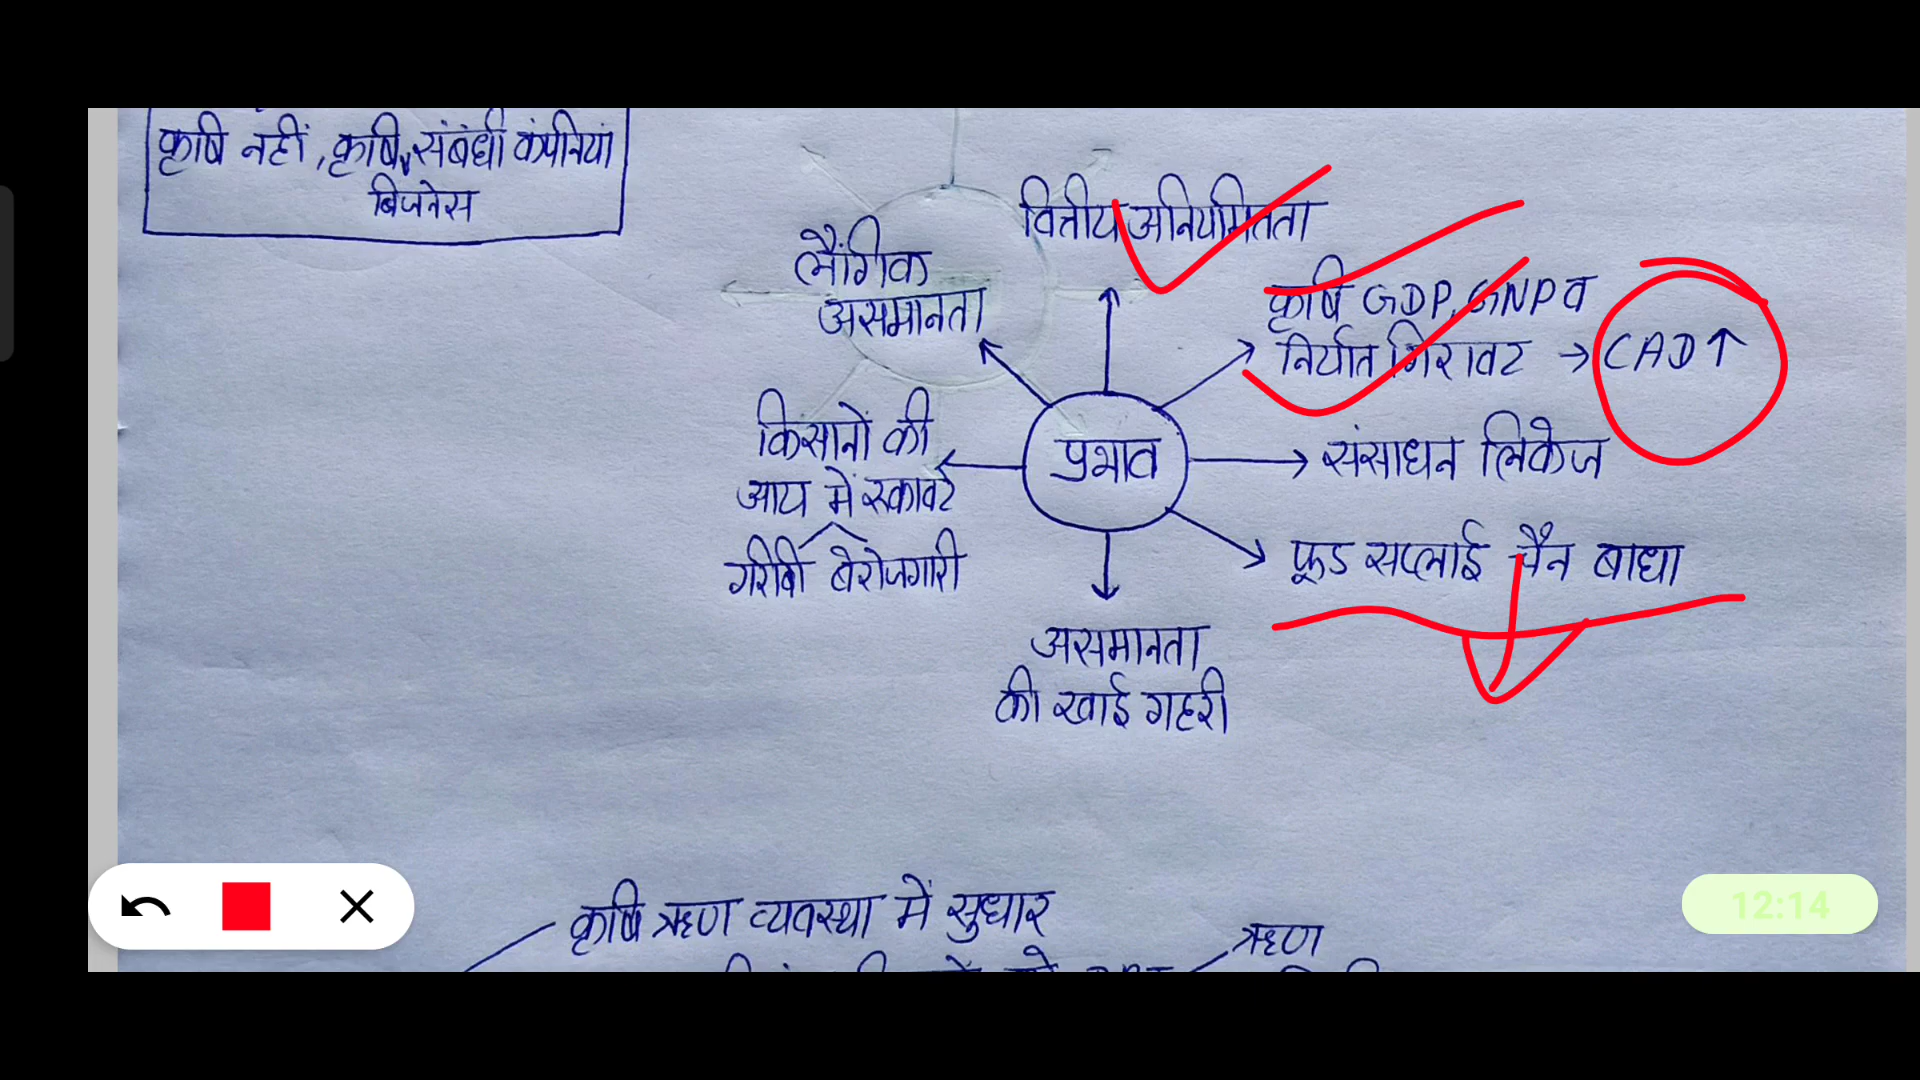 कृषि नहीं, कृषि संबंधी कंपनियां
बिजनेस
वित्तीय अनियमितता
लैंगिक
असमानता
कृषि GDP, GNP व
निर्यात गिरावट → CAD↑
किसानों की
आय में रुकावट
गरीबी बेरोजगारी
प्रभाव
संसाधन लिकेज
फूड सप्लाई चैन बाधा
असमानता
की खाई गहरी
12:14
कृषि ऋण व्यवस्था में सुधार
ऋण